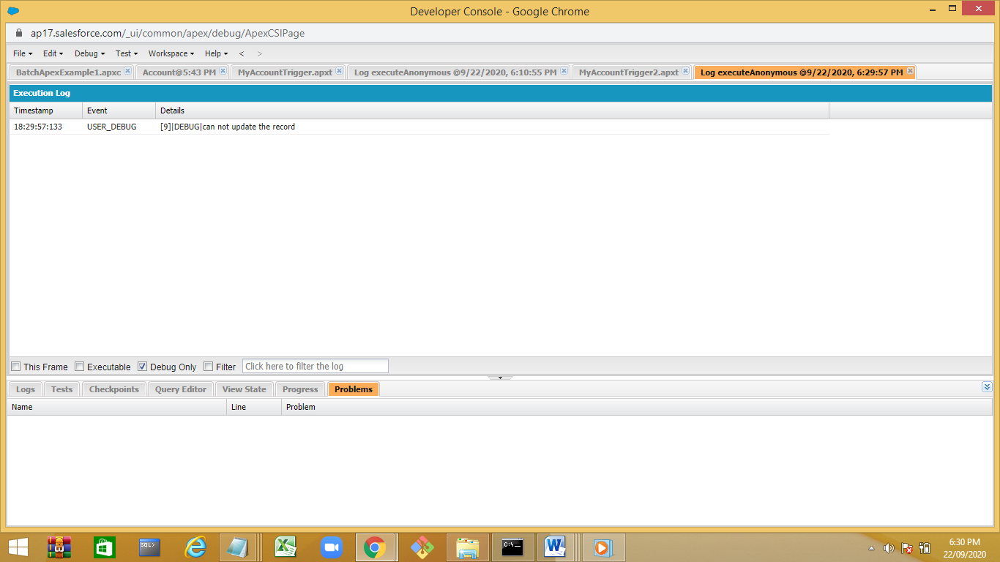 Developer Console - Google Chrome
ap17.salesforce.com/_ui/common/apex/debug/ApexCSIPage
File Edit Debug Test Workspace Help < >
BatchApexExample1.apxc Account@5:43 PM MyAccountTrigger.apxt Log executeAnonymous @9/22/2020, 6:10:55 PM MyAccountTrigger2.apxt Log executeAnonymous @9/22/2020, 6:29:57 PM
Execution Log
Timestamp Event Details
18:29:57:133 USER_DEBUG [9]|DEBUG|can not update the record
This Frame Executable Debug Only Filter Click here to filter the log
Logs Tests Checkpoints Query Editor View State Progress Problems
Name Line Problem
SQL>
C:\_
6:30 PM
22/09/2020